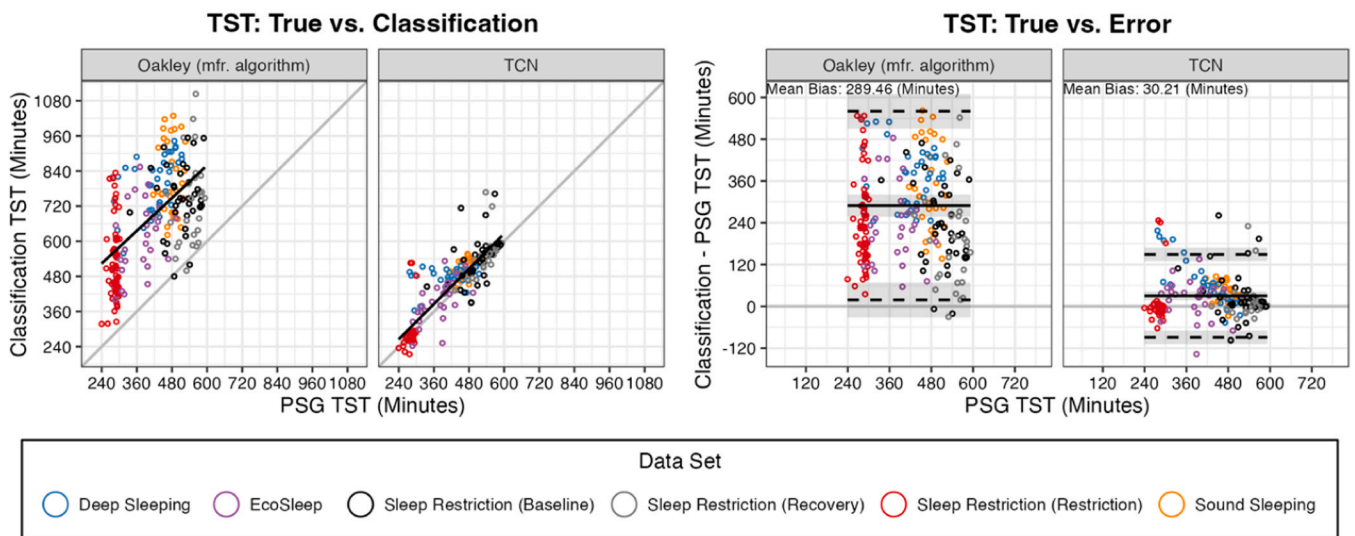 TST: True vs. Classification
Oakley (mfr. algorithm)
TCN
Classification TST (Minutes)
1080
960
840
720
600
480
360
240
240 360 480 600 720 840 960 1080
240 360 480 600 720 840 960 1080
PSG TST (Minutes)
TST: True vs. Error
Oakley (mfr. algorithm)
TCN
Mean Bias: 289.46 (Minutes)
Mean Bias: 30.21 (Minutes)
Classification - PSG TST (Minutes)
600
480
360
240
120
0
-120
120 240 360 480 600 720
120 240 360 480 600 720
PSG TST (Minutes)
Data Set
Deep Sleeping
EcoSleep
Sleep Restriction (Baseline)
Sleep Restriction (Recovery)
Sleep Restriction (Restriction)
Sound Sleeping